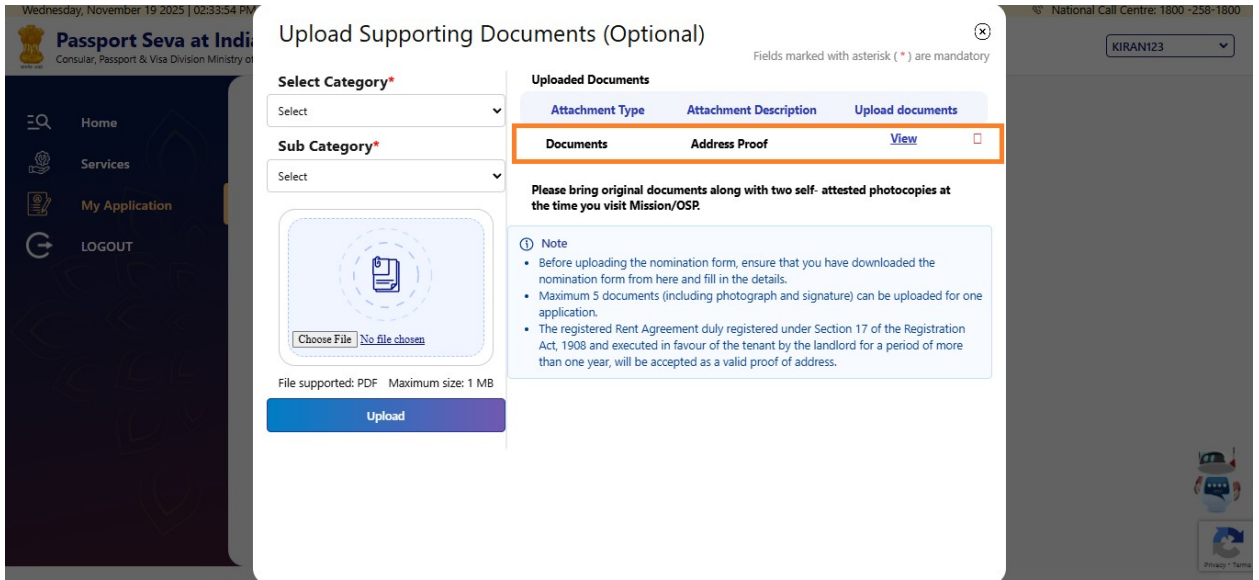 Wednesday, November 19 2025 | 02:33:54 PM
National Call Centre: 1800 -258-1800
Passport Seva at Indi
Consular, Passport & Visa Division Ministry o
KIRAN123
Home
Services
My Application
LOGOUT
Upload Supporting Documents (Optional)
Fields marked with asterisk ( * ) are mandatory
Select Category*
Select
Sub Category*
Select
Choose File No file chosen
File supported: PDF Maximum size: 1 MB
Upload
Uploaded Documents
Attachment Type Attachment Description Upload documents
Documents Address Proof View
Please bring original documents along with two self- attested photocopies at
the time you visit Mission/OSP.
Note
• Before uploading the nomination form, ensure that you have downloaded the
nomination form from here and fill in the details.
• Maximum 5 documents (including photograph and signature) can be uploaded for one
application.
• The registered Rent Agreement duly registered under Section 17 of the Registration
Act, 1908 and executed in favour of the tenant by the landlord for a period of more
than one year, will be accepted as a valid proof of address.
Privacy • Terms